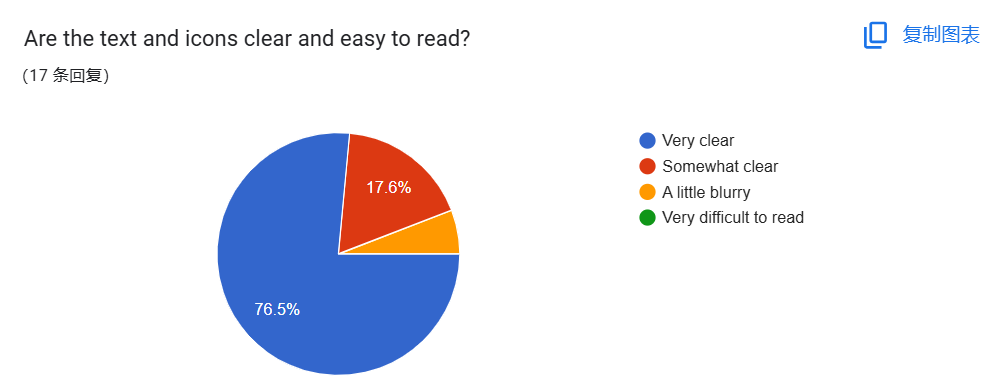 Are the text and icons clear and easy to read?
复制图表
(17 条回复)
Very clear
Somewhat clear
A little blurry
Very difficult to read
17.6%
76.5%